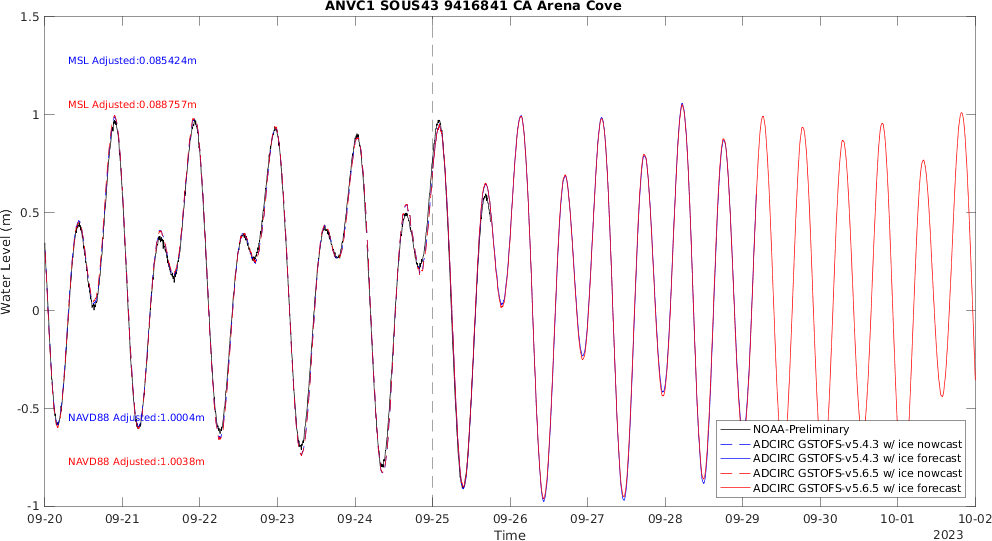 ANVC1 SOUS43 9416841 CA Arena Cove
1.5
MSL Adjusted:0.085424m
MSL Adjusted:0.088757m
1
0.5
Water Level (m)
0
-0.5
NAVD88 Adjusted:1.0004m
NAVD88 Adjusted:1.0038m
-1
NOAA-Preliminary
ADCIRC GSTOFS-v5.4.3 w/ ice nowcast
ADCIRC GSTOFS-v5.4.3 w/ ice forecast
ADCIRC GSTOFS-v5.6.5 w/ ice nowcast
ADCIRC GSTOFS-v5.6.5 w/ ice forecast
09-20 09-21 09-22 09-23 09-24 09-25 09-26 09-27 09-28 09-29 09-30 10-01 10-02
Time
2023